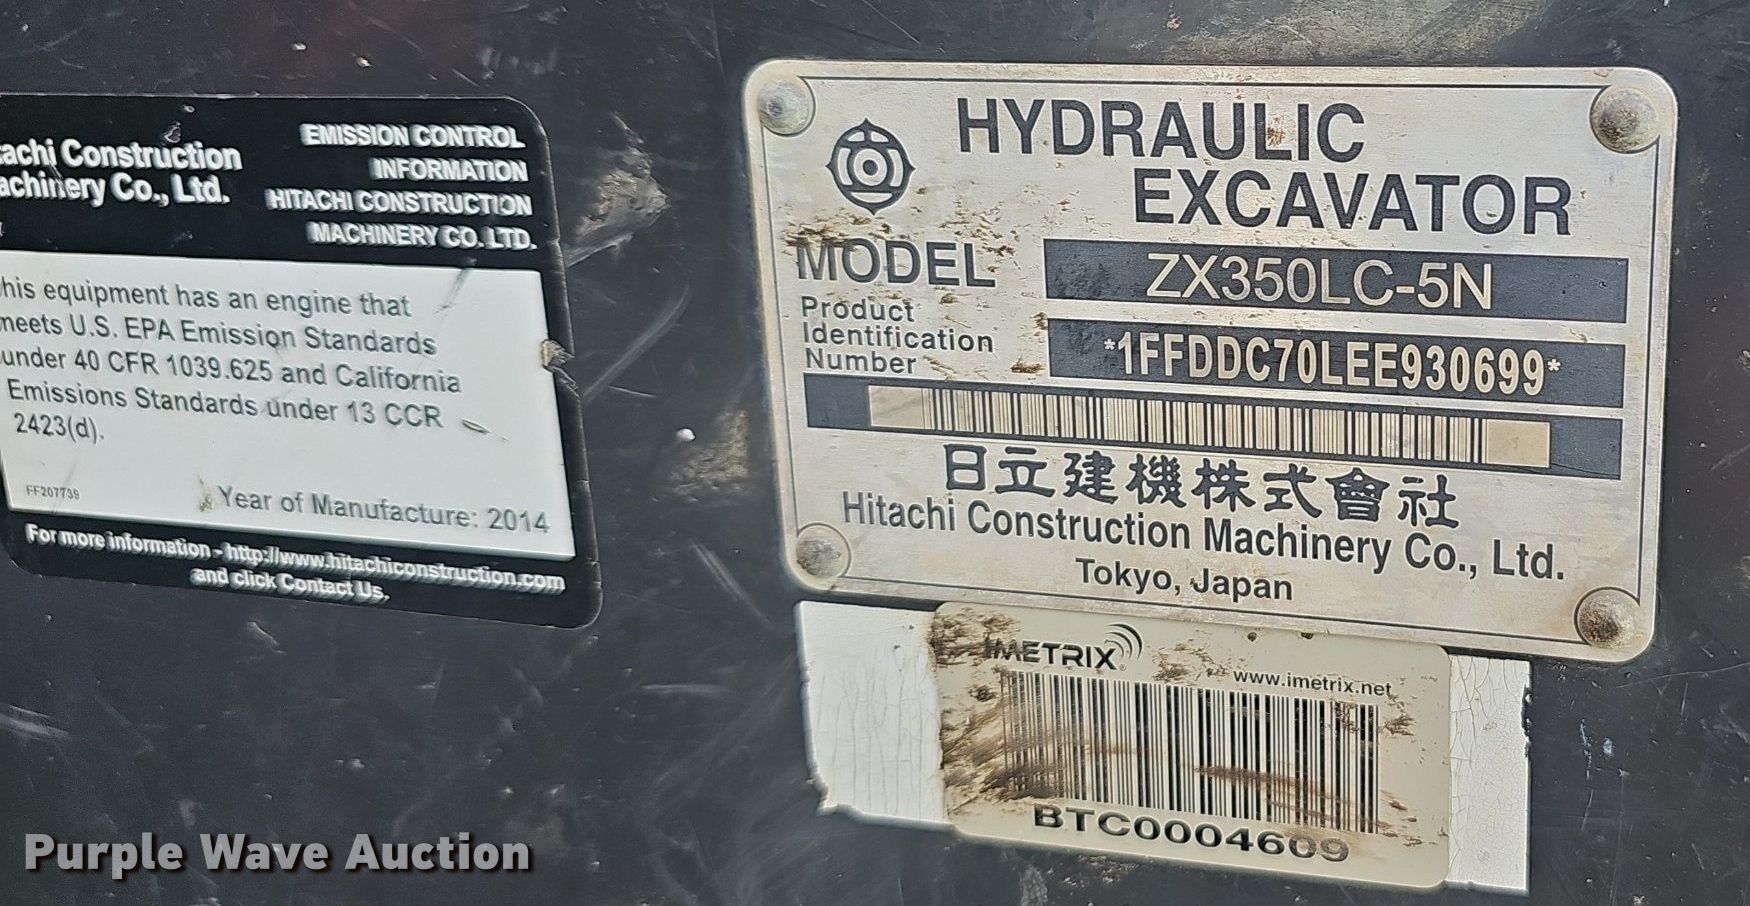 Construction
Co., Ltd.
EMISSION CONTROL
INFORMATION
HITACHI CONSTRUCTION
MACHINERY CO. LTD.
equipment has an engine that
U.S. EPA Emission Standards
under 40 CFR 1039.625 and California
Emissions Standards under 13 CCR
2423(d).
FF207739
Year of Manufacture: 2014
For more information - http://www.hitachiconstruction.com
and click Contact Us.
HYDRAULIC
EXCAVATOR
MODEL ZX350LC-5N
Product
Identification
Number
*1FFDDC70LEE930699*
日立建機株式會社
Hitachi Construction Machinery Co., Ltd.
Tokyo, Japan
IMETRIX®
www.imetrix.net
BTC0004609
Purple Wave Auction